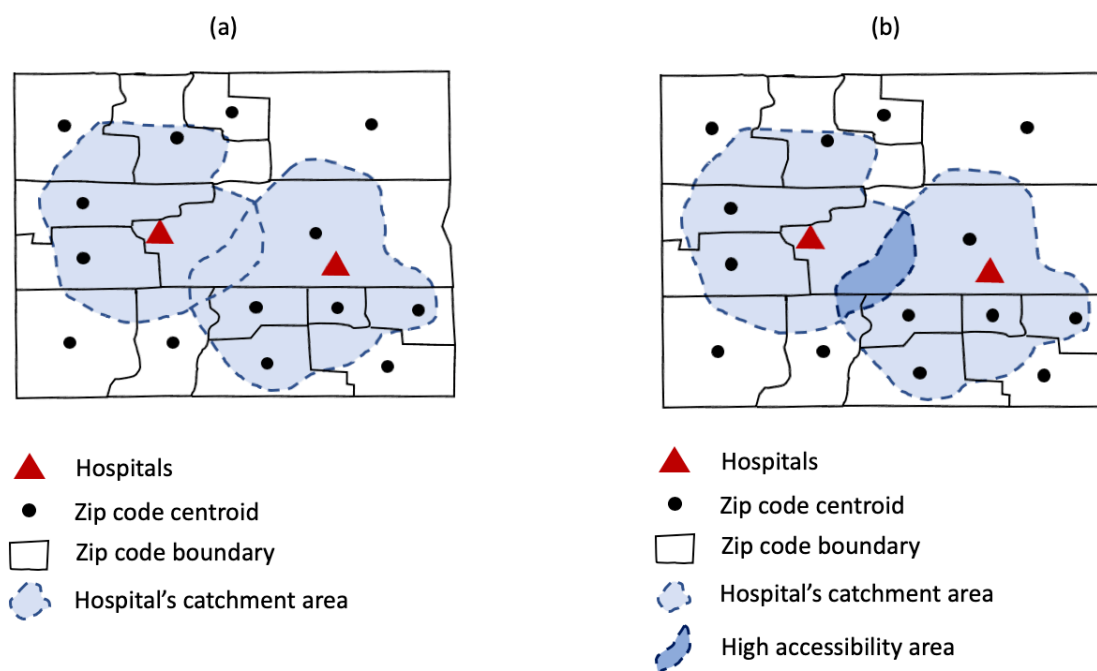 (a)
Hospitals
Zip code centroid
Zip code boundary
Hospital's catchment area
(b)
Hospitals
Zip code centroid
Zip code boundary
Hospital's catchment area
High accessibility area